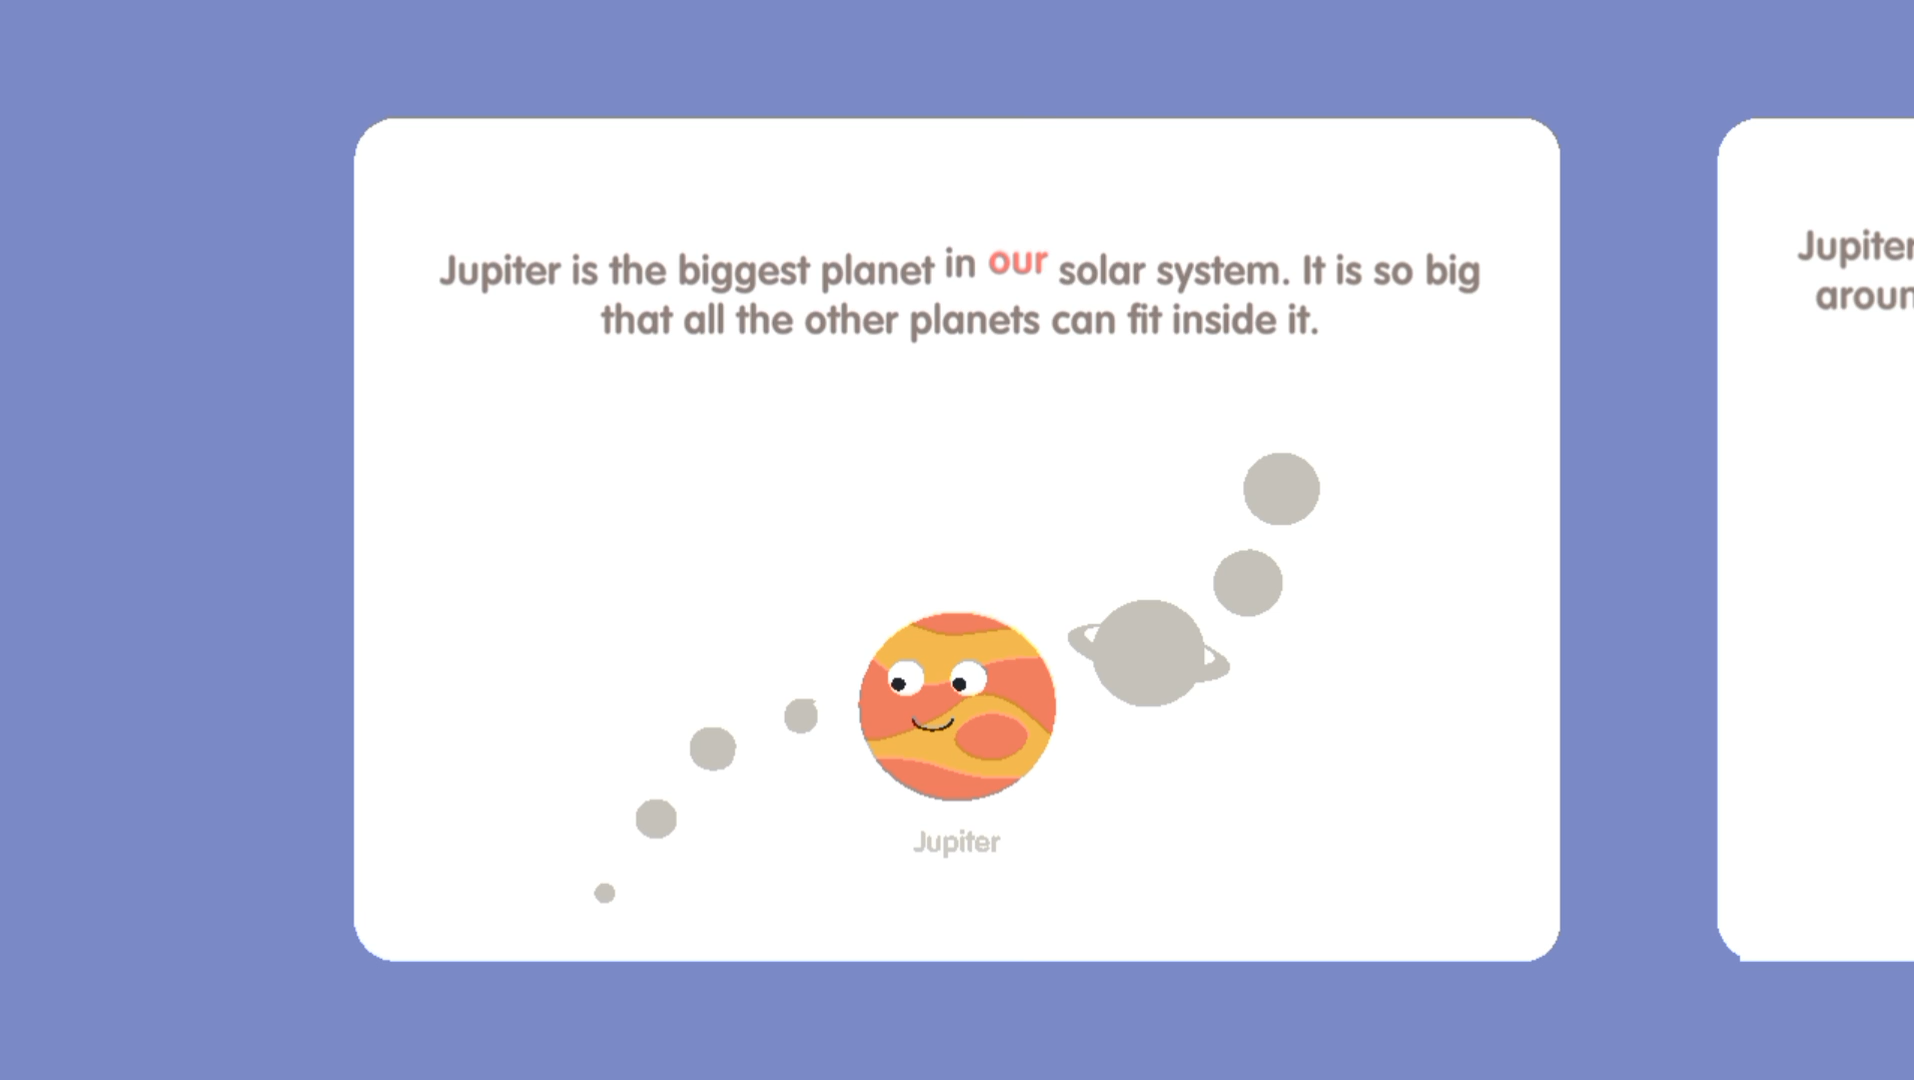 Jupiter is the biggest planet in our solar system. It is so big
that all the other planets can fit inside it.
Jupiter
Jupiter